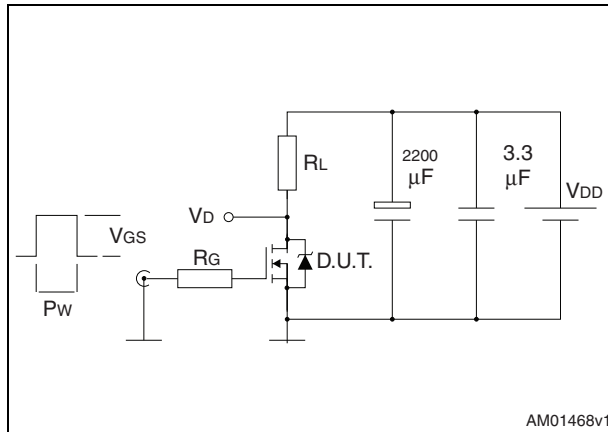 2200
µF
3.3
µF
VDD
RL
VD
VGS
RG
D.U.T.
PW
AM01468v1